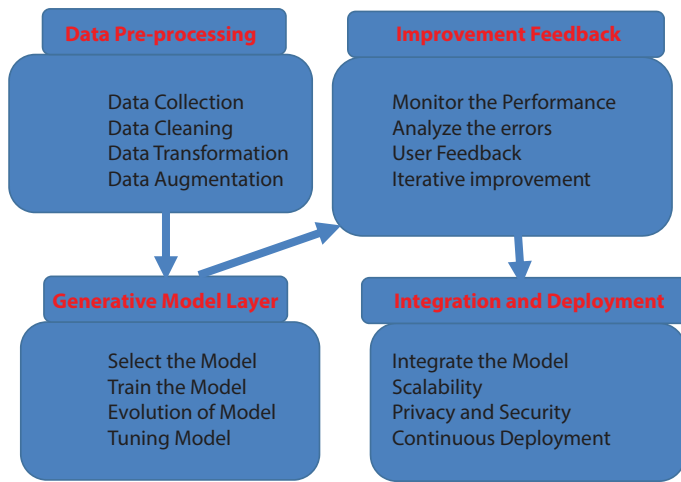 Data Pre-processing
Data Collection
Data Cleaning
Data Transformation
Data Augmentation
Improvement Feedback
Monitor the Performance
Analyze the errors
User Feedback
Iterative improvement
Generative Model Layer
Select the Model
Train the Model
Evolution of Model
Tuning Model
Integration and Deployment
Integrate the Model
Scalability
Privacy and Security
Continuous Deployment